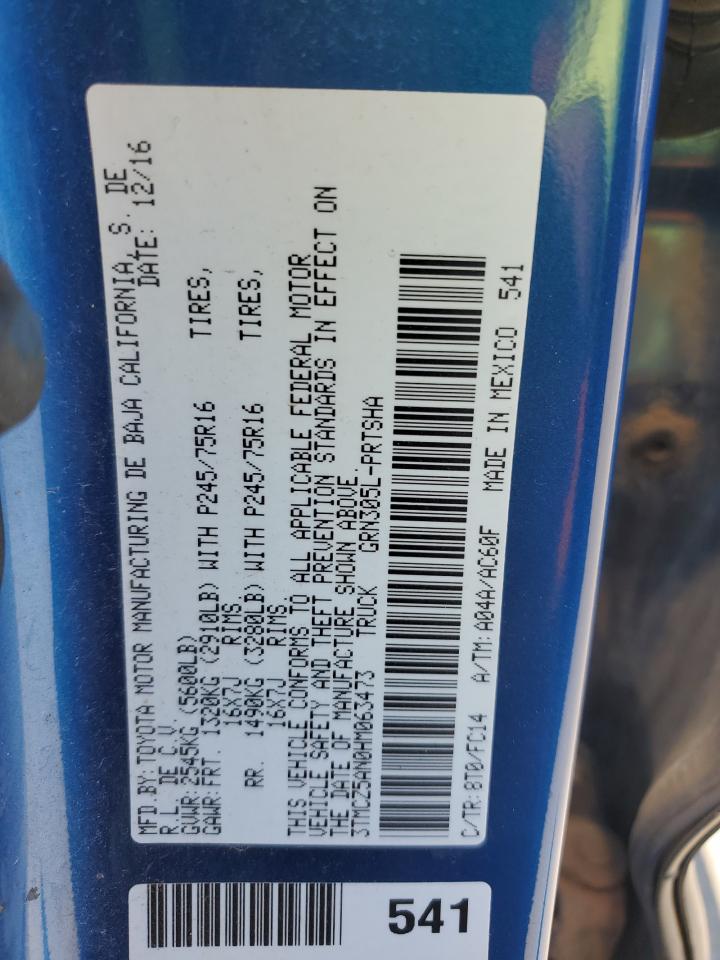 MFD.BY:TOYOTA MOTOR MANUFACTURING DE BAJA CALIFORNIA, S. DE
R.L. DE C.V. DATE: 12/16
GVWR: 2545KG (5600LB)
GAWR:FRT. 1320KG (2910LB) WITH P245/75R16 TIRES,
16X7J RIMS
RR. 1490KG (3280LB) WITH P245/75R16 TIRES,
16X7J RIMS
THIS VEHICLE CONFORMS TO ALL APPLICABLE FEDERAL MOTOR
VEHICLE SAFETY AND THEFT PREVENTION STANDARDS IN EFFECT ON
THE DATE OF MANUFACTURE SHOWN ABOVE.
3TMCZ5AN0HM063473 TRUCK GRN305L-PRTSHA
C/TR:8T0/FC14 A/TM:A04A/AC60F MADE IN MEXICO 541
541